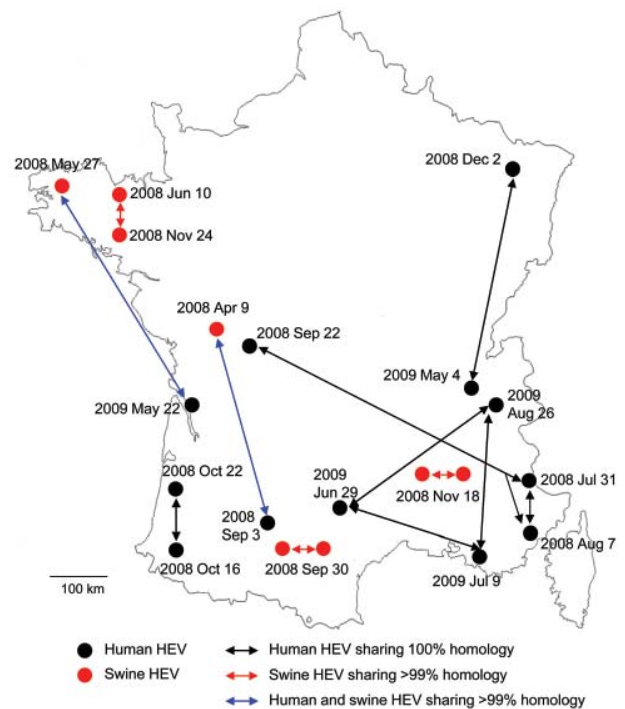 2008 May 27
2008 Dec 2
2008 Jun 10
2008 Nov 24
2008 Apr 9
2008 Sep 22
2009 May 4
2009 May 22
2009
Aug 26
2008 Oct 22
2009
Jun 29
2008 Nov 18
2008 Jul 31
2008
Sep 3
2008 Oct 16
2008 Sep 30
2008 Aug 7
2009 Jul 9
100 km
Human HEV
Human HEV sharing 100% homology
Swine HEV
Swine HEV sharing >99% homology
Human and swine HEV sharing >99% homology